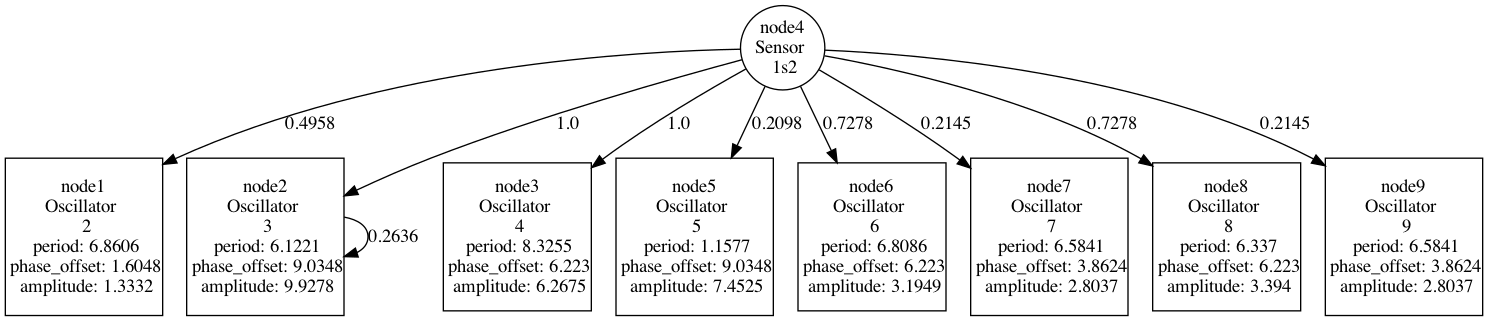 node4
Sensor
1s2
0.4958
1.0
1.0
0.2098
0.7278
0.2145
0.7278
0.2145
node1
Oscillator
2
period: 6.8606
phase_offset: 1.6048
amplitude: 1.3332
node2
Oscillator
3
period: 6.1221
phase_offset: 9.0348
amplitude: 9.9278
0.2636
node3
Oscillator
4
period: 8.3255
phase_offset: 6.223
amplitude: 6.2675
node5
Oscillator
5
period: 1.1577
phase_offset: 9.0348
amplitude: 7.4525
node6
Oscillator
6
period: 6.8086
phase_offset: 6.223
amplitude: 3.1949
node7
Oscillator
7
period: 6.5841
phase_offset: 3.8624
amplitude: 2.8037
node8
Oscillator
8
period: 6.337
phase_offset: 6.223
amplitude: 3.394
node9
Oscillator
9
period: 6.5841
phase_offset: 3.8624
amplitude: 2.8037